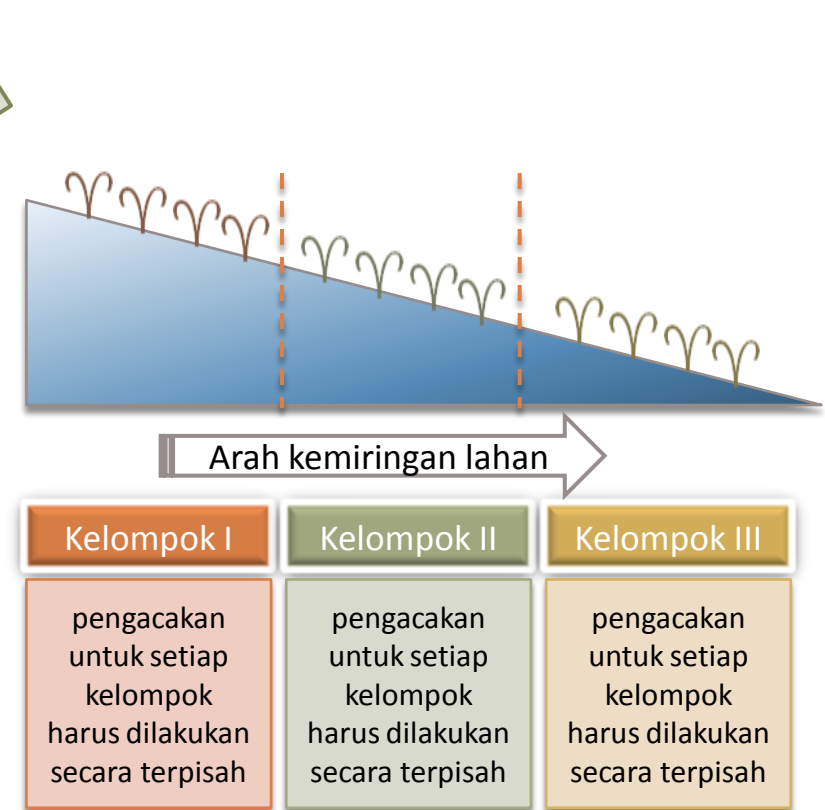 Arah kemiringan lahan
Kelompok I
Kelompok II
Kelompok III
pengacakan
untuk setiap
kelompok
harus dilakukan
secara terpisah
pengacakan
untuk setiap
kelompok
harus dilakukan
secara terpisah
pengacakan
untuk setiap
kelompok
harus dilakukan
secara terpisah